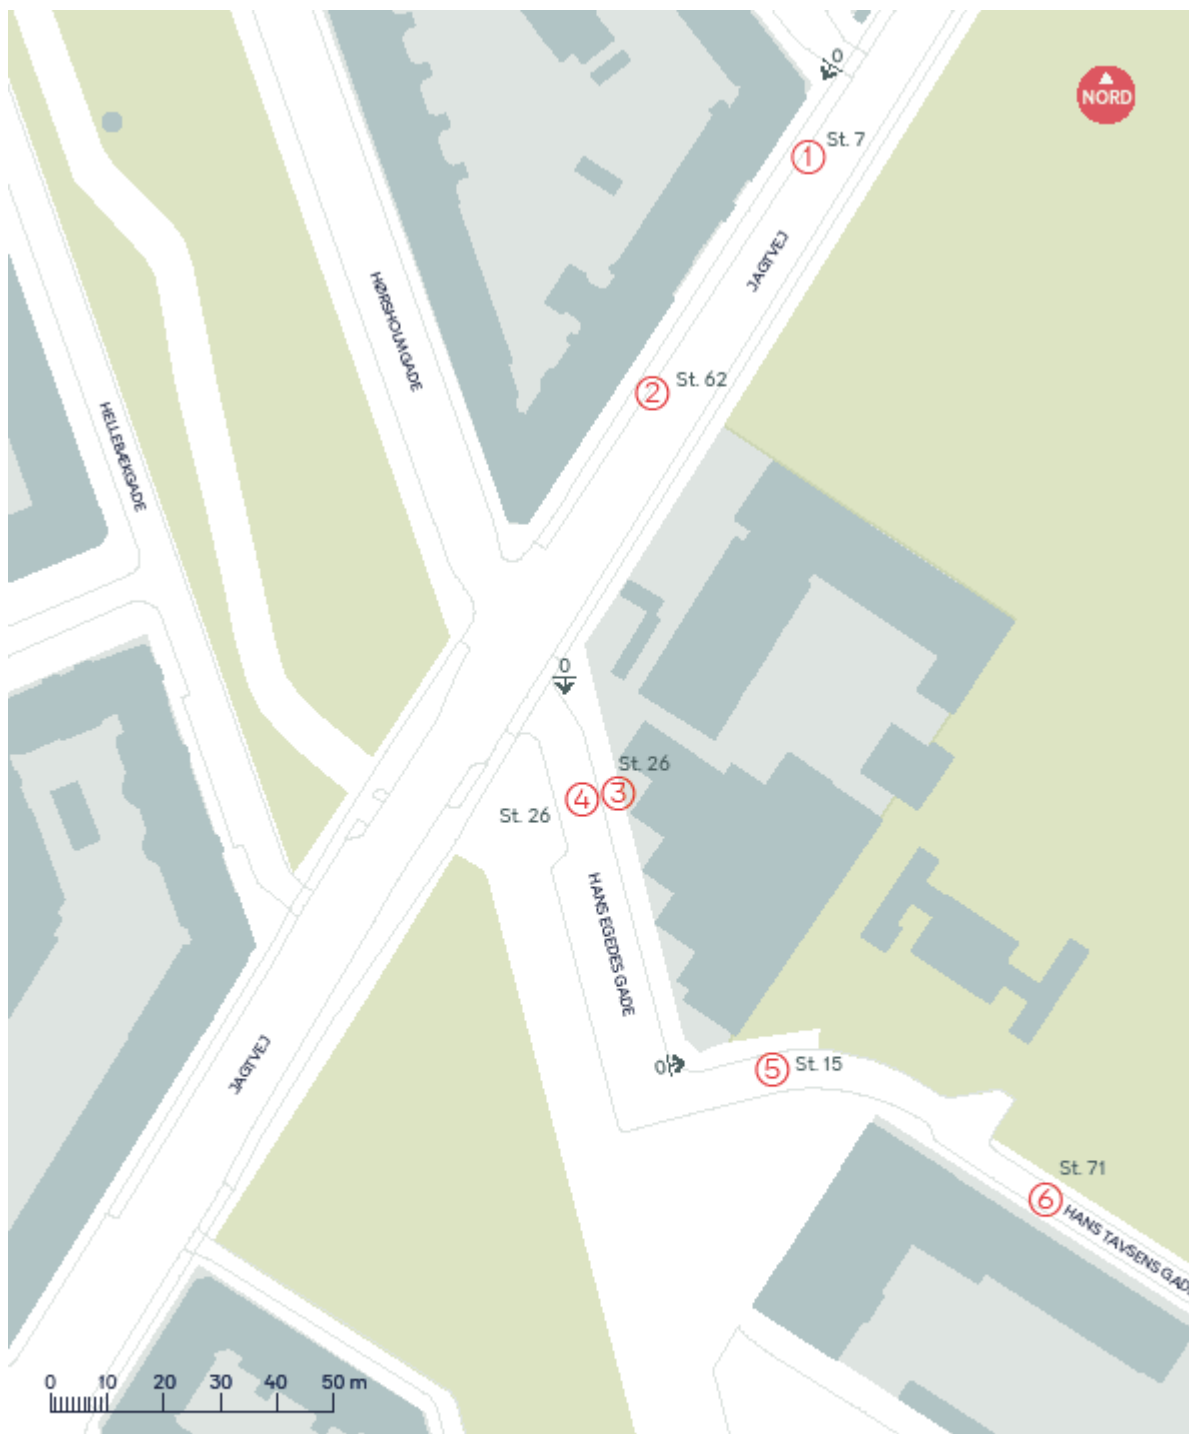 0
NORD
St. 7
1
JAGTVEJ
HØRSHOLMGADE
St. 62
2
HELLEBÆKGADE
0
St. 26
4
3
St. 26
HANS EGEDES GADE
JAGTVEJ
0
5
St. 15
St. 71
6
HANS TAVSENS GADE
0 10 20 30 40 50 m